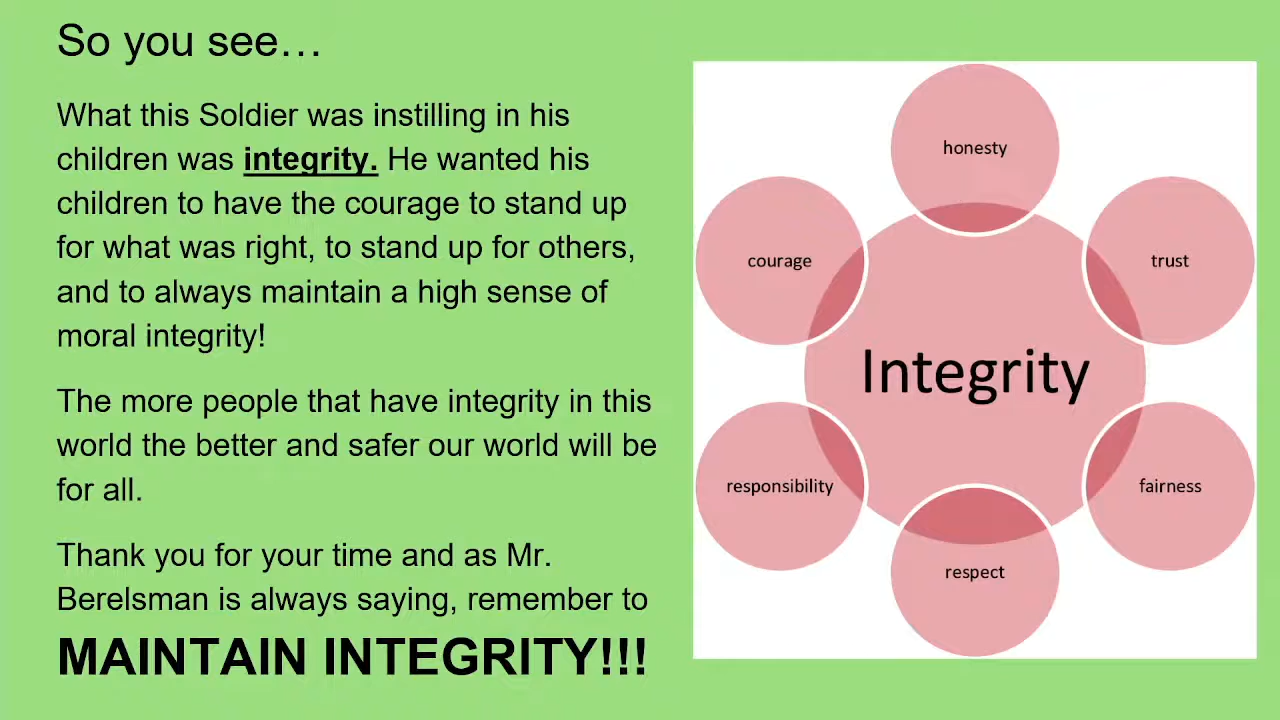 So you see…
What this Soldier was instilling in his
children was integrity. He wanted his
children to have the courage to stand up
for what was right, to stand up for others,
and to always maintain a high sense of
moral integrity!
The more people that have integrity in this
world the better and safer our world will be
for all.
Thank you for your time and as Mr.
Berelsman is always saying, remember to
MAINTAIN INTEGRITY!!!
honesty
courage
trust
Integrity
responsibility
fairness
respect